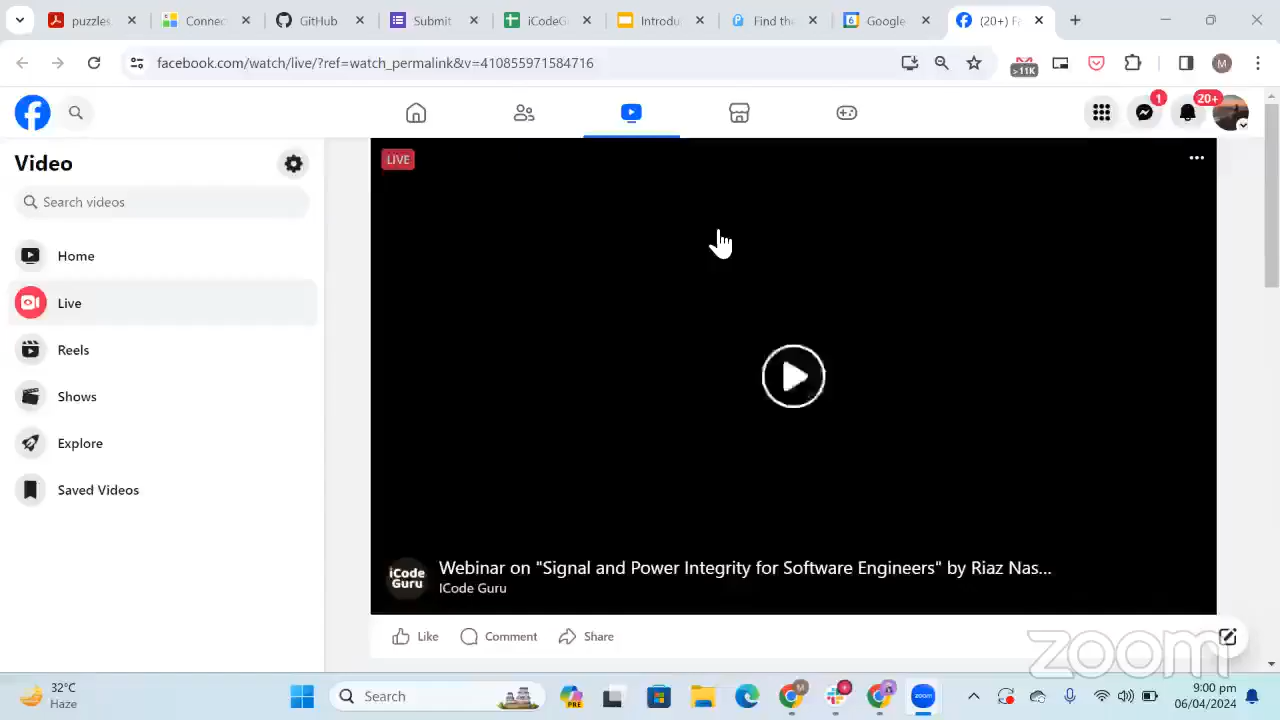 puzzles
Connec
GitHub
Submit
iCodeG
Introdu
Find th
Google
(20+) F
facebook.com/watch/live/?ref=watch_permalink&v=410855971584716
>11K
M
1
20+
Video
Search videos
Home
Live
Reels
Shows
Explore
Saved Videos
LIVE
iCode
Guru
Webinar on "Signal and Power Integrity for Software Engineers" by Riaz Nas...
ICode Guru
Like
Comment
Share
zoom
32°C
Haze
Search
PRE
M
zoom
9:00 pm
06/04/2024